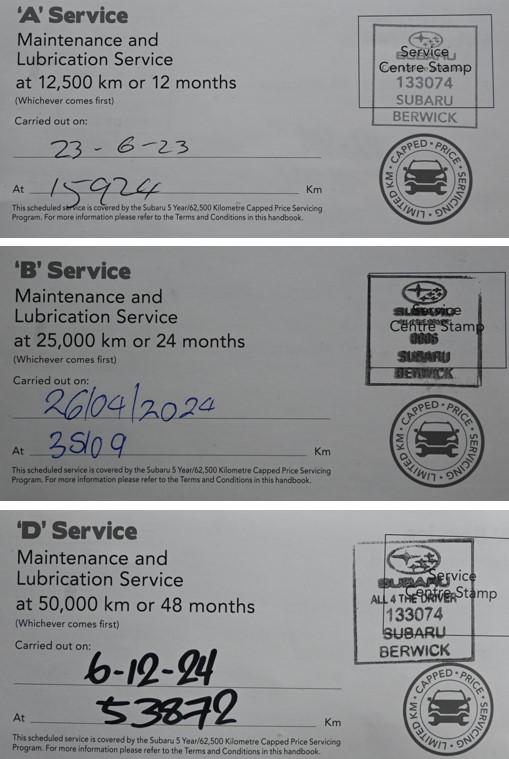 'A' Service
Maintenance and
Lubrication Service
at 12,500 km or 12 months
(Whichever comes first)
Carried out on:
23-6-23
At 15924 Km
This scheduled service is covered by the Subaru 5 Year/62,500 Kilometre Capped Price Servicing
Program. For more information please refer to the Terms and Conditions in this handbook.
Service
Centre Stamp
SUBARU
133074
SUBARU
BERWICK
• CAPPED • PRICE • SERVICING • LIMITED KM
'B' Service
Maintenance and
Lubrication Service
at 25,000 km or 24 months
(Whichever comes first)
Carried out on:
26/04/2024
At 35109 Km
This scheduled service is covered by the Subaru 5 Year/62,500 Kilometre Capped Price Servicing
Program. For more information please refer to the Terms and Conditions in this handbook.
Service
Centre Stamp
SUBARU
BERWICK
• CAPPED • PRICE • SERVICING • LIMITED KM
'D' Service
Maintenance and
Lubrication Service
at 50,000 km or 48 months
(Whichever comes first)
Carried out on:
6-12-24
At 53872 Km
This scheduled service is covered by the Subaru 5 Year/62,500 Kilometre Capped Price Servicing
Program. For more information please refer to the Terms and Conditions in this handbook.
Service
Centre Stamp
SUBARU
ALL 4 THE DRIVER
133074
SUBARU
BERWICK
• CAPPED • PRICE • SERVICING • LIMITED KM